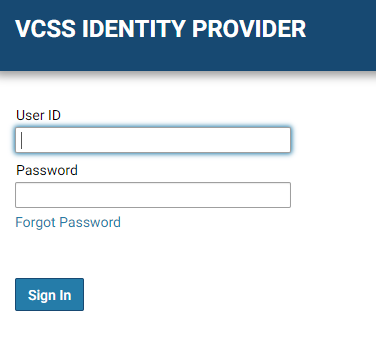 VCSS IDENTITY PROVIDER
User ID
Password
Forgot Password
Sign In